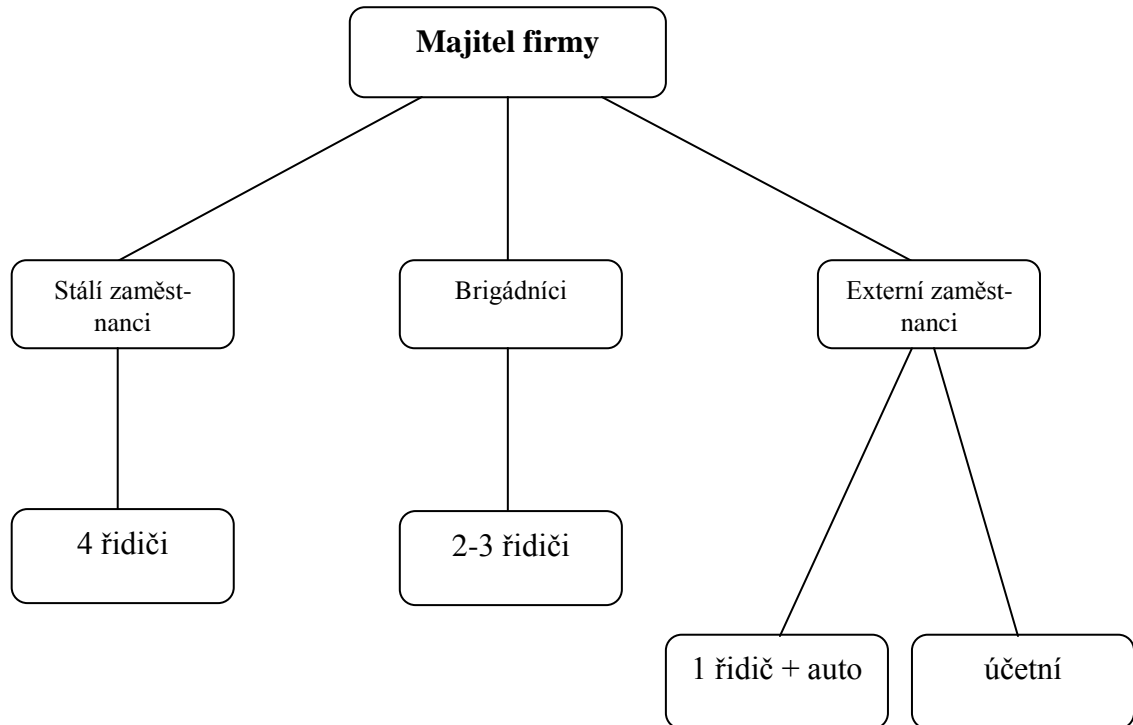 Majitel firmy
Stálí zaměst-
nanci
Brigádníci
Externí zaměst-
nanci
4 řidiči
2-3 řidiči
1 řidič + auto
účetní